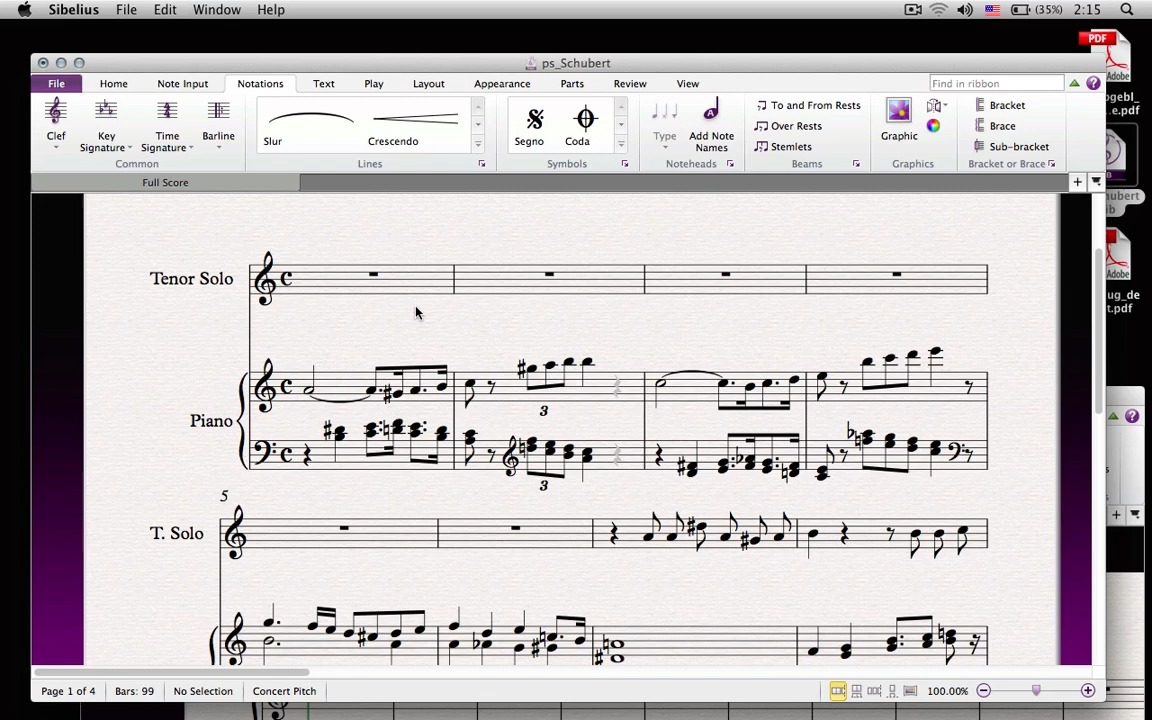 Sibelius File Edit Window Help (35%) 2:15
ps_Schubert
File Home Note Input Notations Text Play Layout Appearance Parts Review View Find in ribbon
Clef Key Signature Time Signature Barline
Common
Slur Crescendo
Lines
Segno Coda
Symbols
Type Add Note Names
Noteheads
To and From Rests
Over Rests
Stemlets
Beams
Graphic
Graphics
Bracket
Brace
Sub-bracket
Bracket or Brace
Full Score
Tenor Solo
Piano
3
3
5
T. Solo
Page 1 of 4 Bars: 99 No Selection Concert Pitch 100.00%
PDF
Adobe
Adobe
Adobe